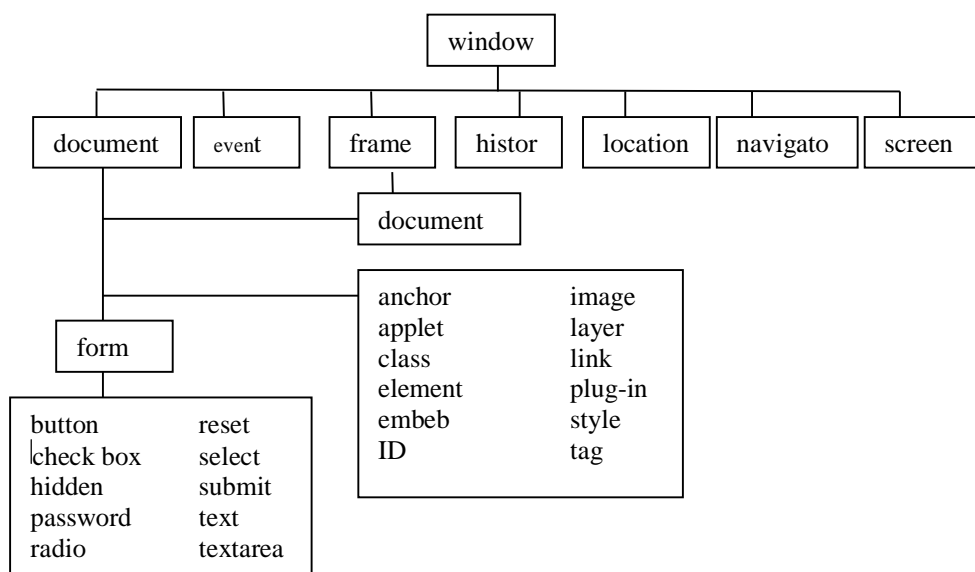 window
document event frame histor location navigato screen
document
anchor image
applet layer
class link
element plug-in
embeb style
ID tag
form
button reset
check box select
hidden submit
password text
radio textarea